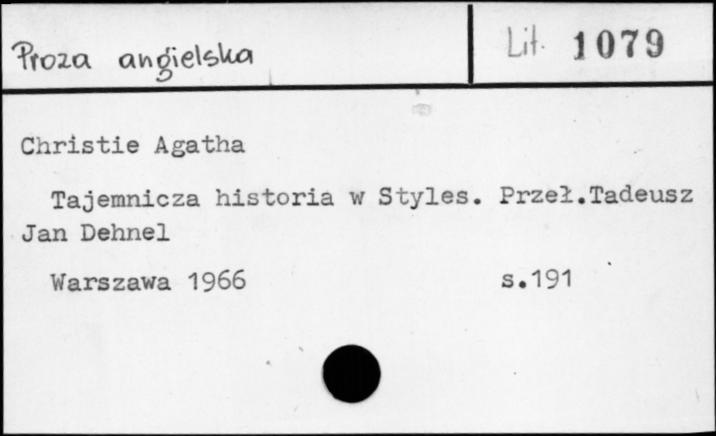 Proza angielska
Lit. 1079
Christie Agatha
Tajemnicza historia w Styles. Przeł.Tadeusz
Jan Dehnel
Warszawa 1966 s.191